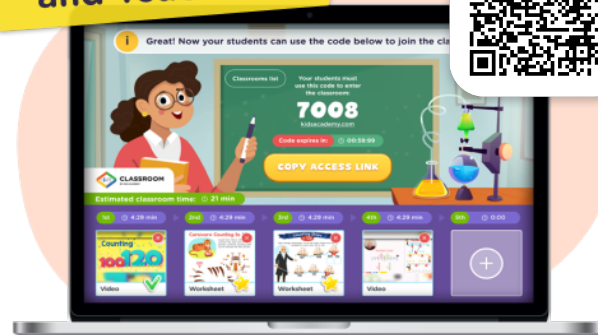 Great! Now your students can use the code below to join the
Classrooms list
Your students must
use this code to enter
the classroom:
7008
kidsacademy.com
Code expires in: 00:59:99
COPY ACCESS LINK
CLASSROOM
Estimated classroom time: 21 min
1st 4:29 min 2nd 4:29 min 3rd 4:29 min 4th 4:29 min 5th 0:00
Counting
100 120
Video
Worksheet
Worksheet
Video